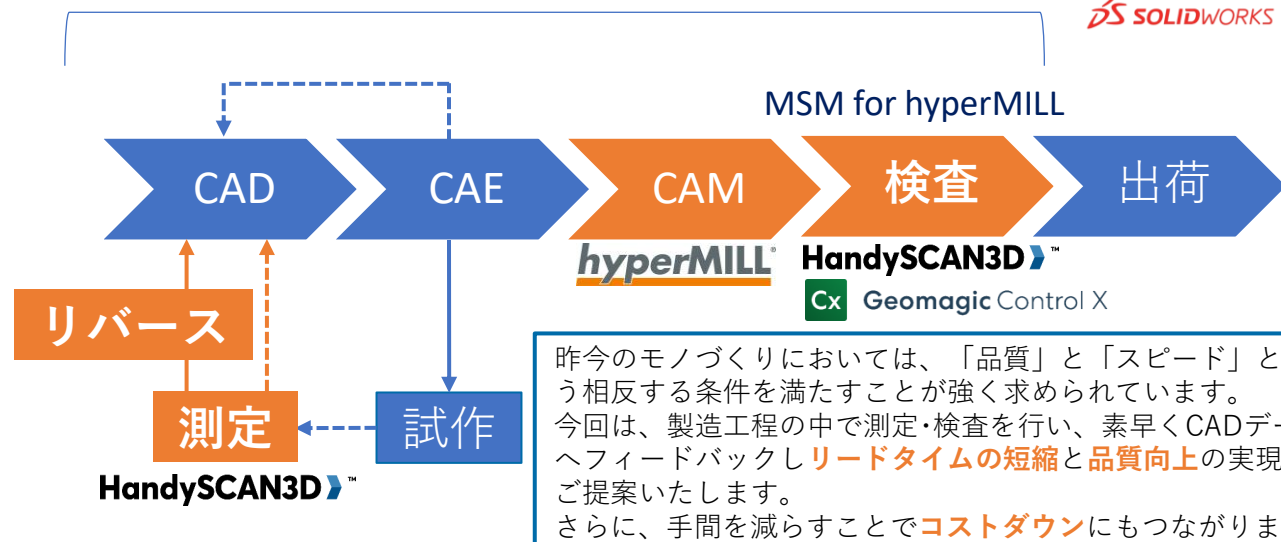 SOLIDWORKS
MSM for hyperMILL
CAD
CAE
CAM
検査
出荷
hyperMILL®
HandySCAN3D™
Cx Geomagic Control X
リバース
測定
試作
HandySCAN3D™
昨今のモノづくりにおいては、「品質」と「スピード」と
う相反する条件を満たすことが強く求められています。
今回は、製造工程の中で測定・検査を行い、素早くCADデー
へフィードバックしリードタイムの短縮と品質向上の実現
ご提案いたします。
さらに、手間を減らすことでコストダウンにもつながりま